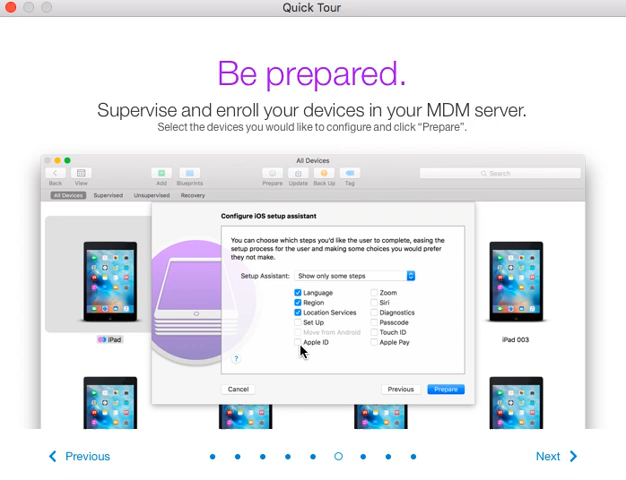 Quick Tour
Be prepared.
Supervise and enroll your devices in your MDM server.
Select the devices you would like to configure and click “Prepare”.
All Devices
Back View Add Blueprints Prepare Update Back Up Tag Search
All Devices Supervised Unsupervised Recovery
Configure iOS setup assistant
You can choose which steps you'd like the user to complete, easing the
setup process for the user and making some choices you would prefer
they not make.
Setup Assistant: Show only some steps
Language Zoom
Region Siri
Location Services Diagnostics
Set Up Passcode
Move from Android Touch ID
Apple ID Apple Pay
?
iPad iPad 003
Cancel Previous Prepare
Previous Next